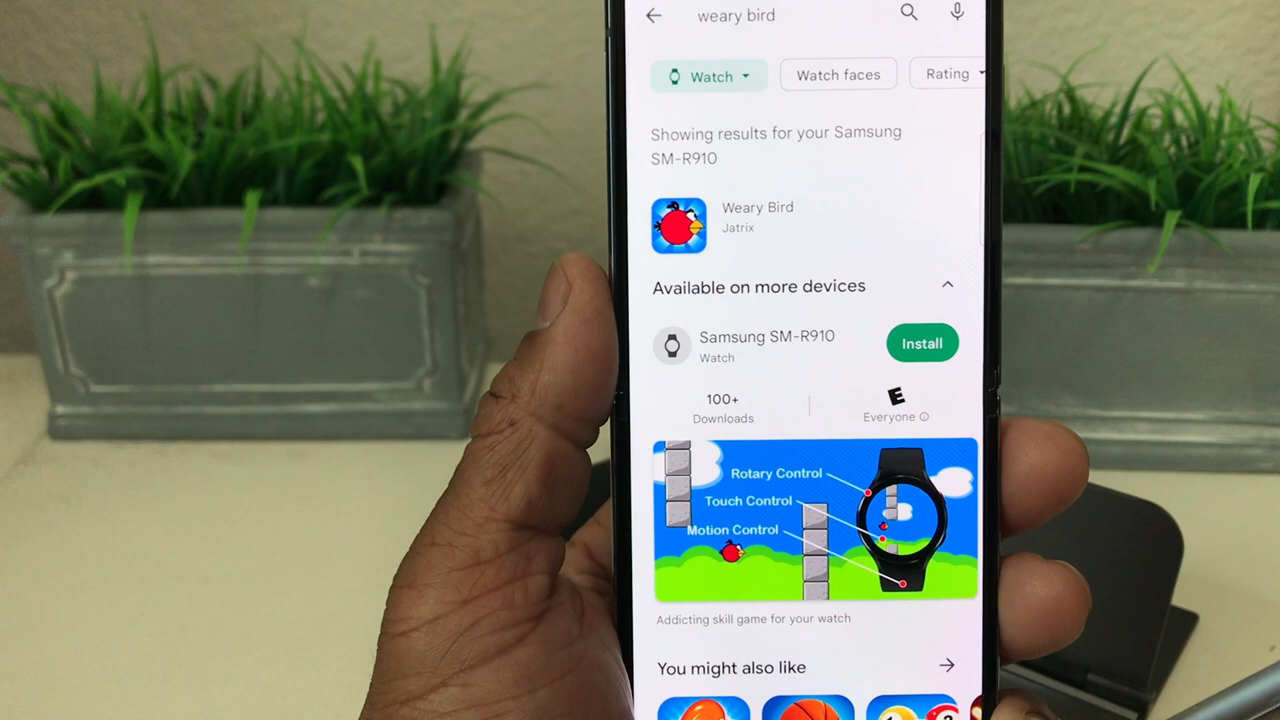 weary bird
Watch
Watch faces
Rating
Showing results for your Samsung
SM-R910
Weary Bird
Jatrix
Available on more devices
Samsung SM-R910
Watch
Install
100+
Downloads
E
Everyone
Rotary Control
Touch Control
Motion Control
Addicting skill game for your watch
You might also like